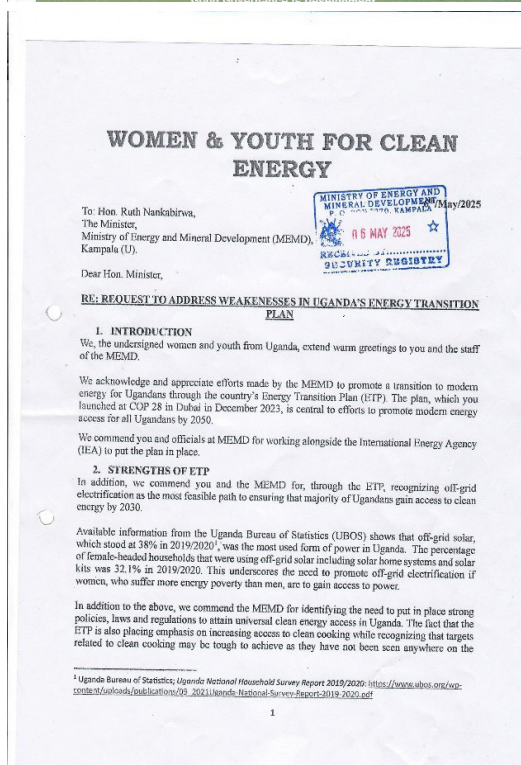 WOMEN & YOUTH FOR CLEAN
ENERGY
To: Hon. Ruth Nankabirwa,
The Minister,
Ministry of Energy and Mineral Development (MEMD),
Kampala (U).
/May/2025
MINISTRY OF ENERGY AND
MINERAL DEVELOPMENT
KAMPALA
06 MAY 2025
SECURITY REGISTRY
Dear Hon. Minister,
RE: REQUEST TO ADDRESS WEAKENESSES IN UGANDA'S ENERGY TRANSITION
PLAN
1. INTRODUCTION
We, the undersigned women and youth from Uganda, extend warm greetings to you and the staff
of the MEMD.
We acknowledge and appreciate efforts made by the MEMD to promote a transition to modern
energy for Ugandans through the country's Energy Transition Plan (ETP). The plan, which you
launched at COP 28 in Dubai in December 2023, is central to efforts to promote modern energy
access for all Ugandans by 2050.
We commend you and officials at MEMD for working alongside the International Energy Agency
(IEA) to put the plan in place.
2. STRENGTHS OF ETP
In addition, we commend you and the MEMD for, through the ETP, recognizing off-grid
electrification as the most feasible path to ensuring that majority of Ugandans gain access to clean
energy by 2030.
Available information from the Uganda Bureau of Statistics (UBOS) shows that off-grid solar,
which stood at 38% in 2019/2020¹, was the most used form of power in Uganda. The percentage
of female-headed households that were using off-grid solar including solar home systems and solar
kits was 32.1% in 2019/2020. This underscores the need to promote off-grid electrification if
women, who suffer more energy poverty than men, are to gain access to power.
In addition to the above, we commend the MEMD for identifying the need to put in place strong
policies, laws and regulations to attain universal clean energy access in Uganda. The fact that the
ETP is also placing emphasis on increasing access to clean cooking while recognizing that targets
related to clean cooking may be tough to achieve as they have not been seen anywhere on the
¹ Uganda Bureau of Statistics; Uganda National Household Survey Report 2019/2020: https://www.ubos.org/wp-
content/uploads/publications/09_2021Uganda-National-Survey-Report-2019-2020.pdf
1